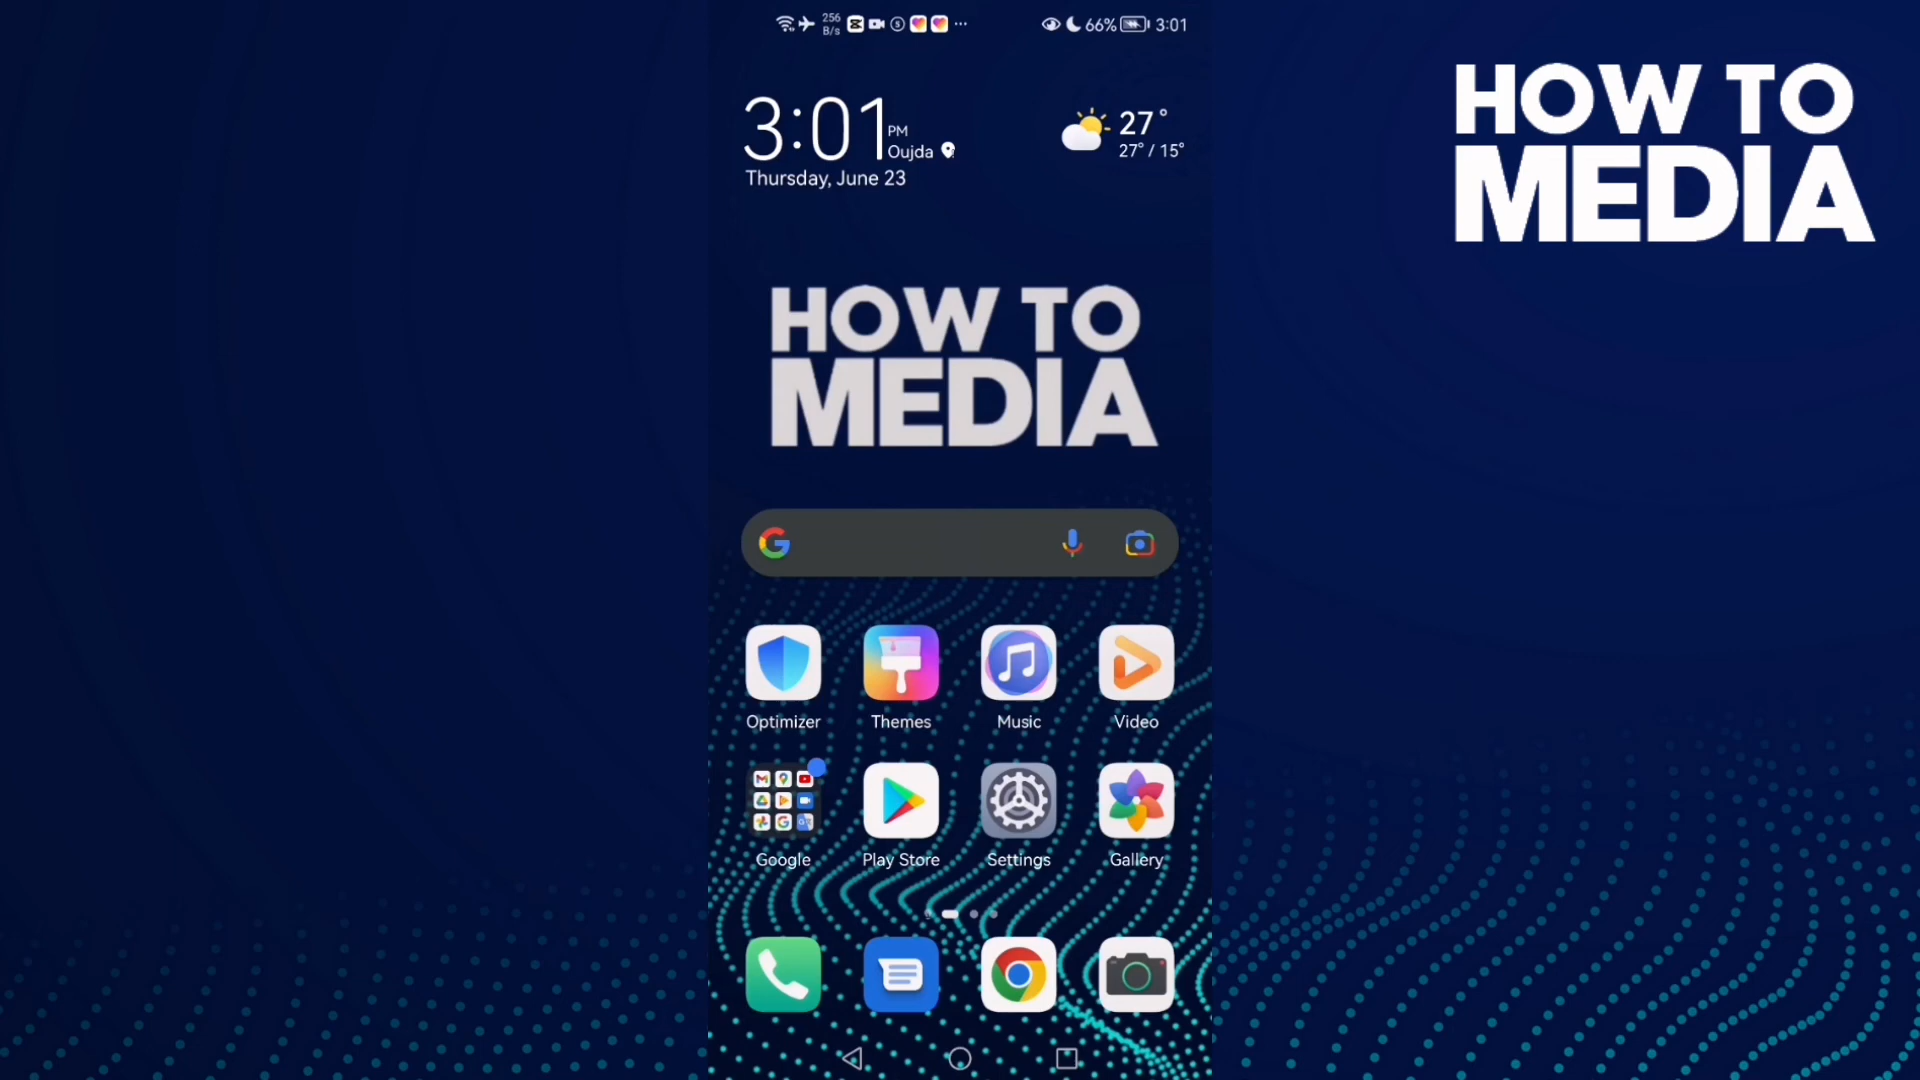 256
B/s
66%
3:01
HOW TO
MEDIA
3:01
PM
Oujda
Thursday, June 23
27°
27° / 15°
HOW TO
MEDIA
Optimizer
Themes
Music
Video
Google
Play Store
Settings
Gallery